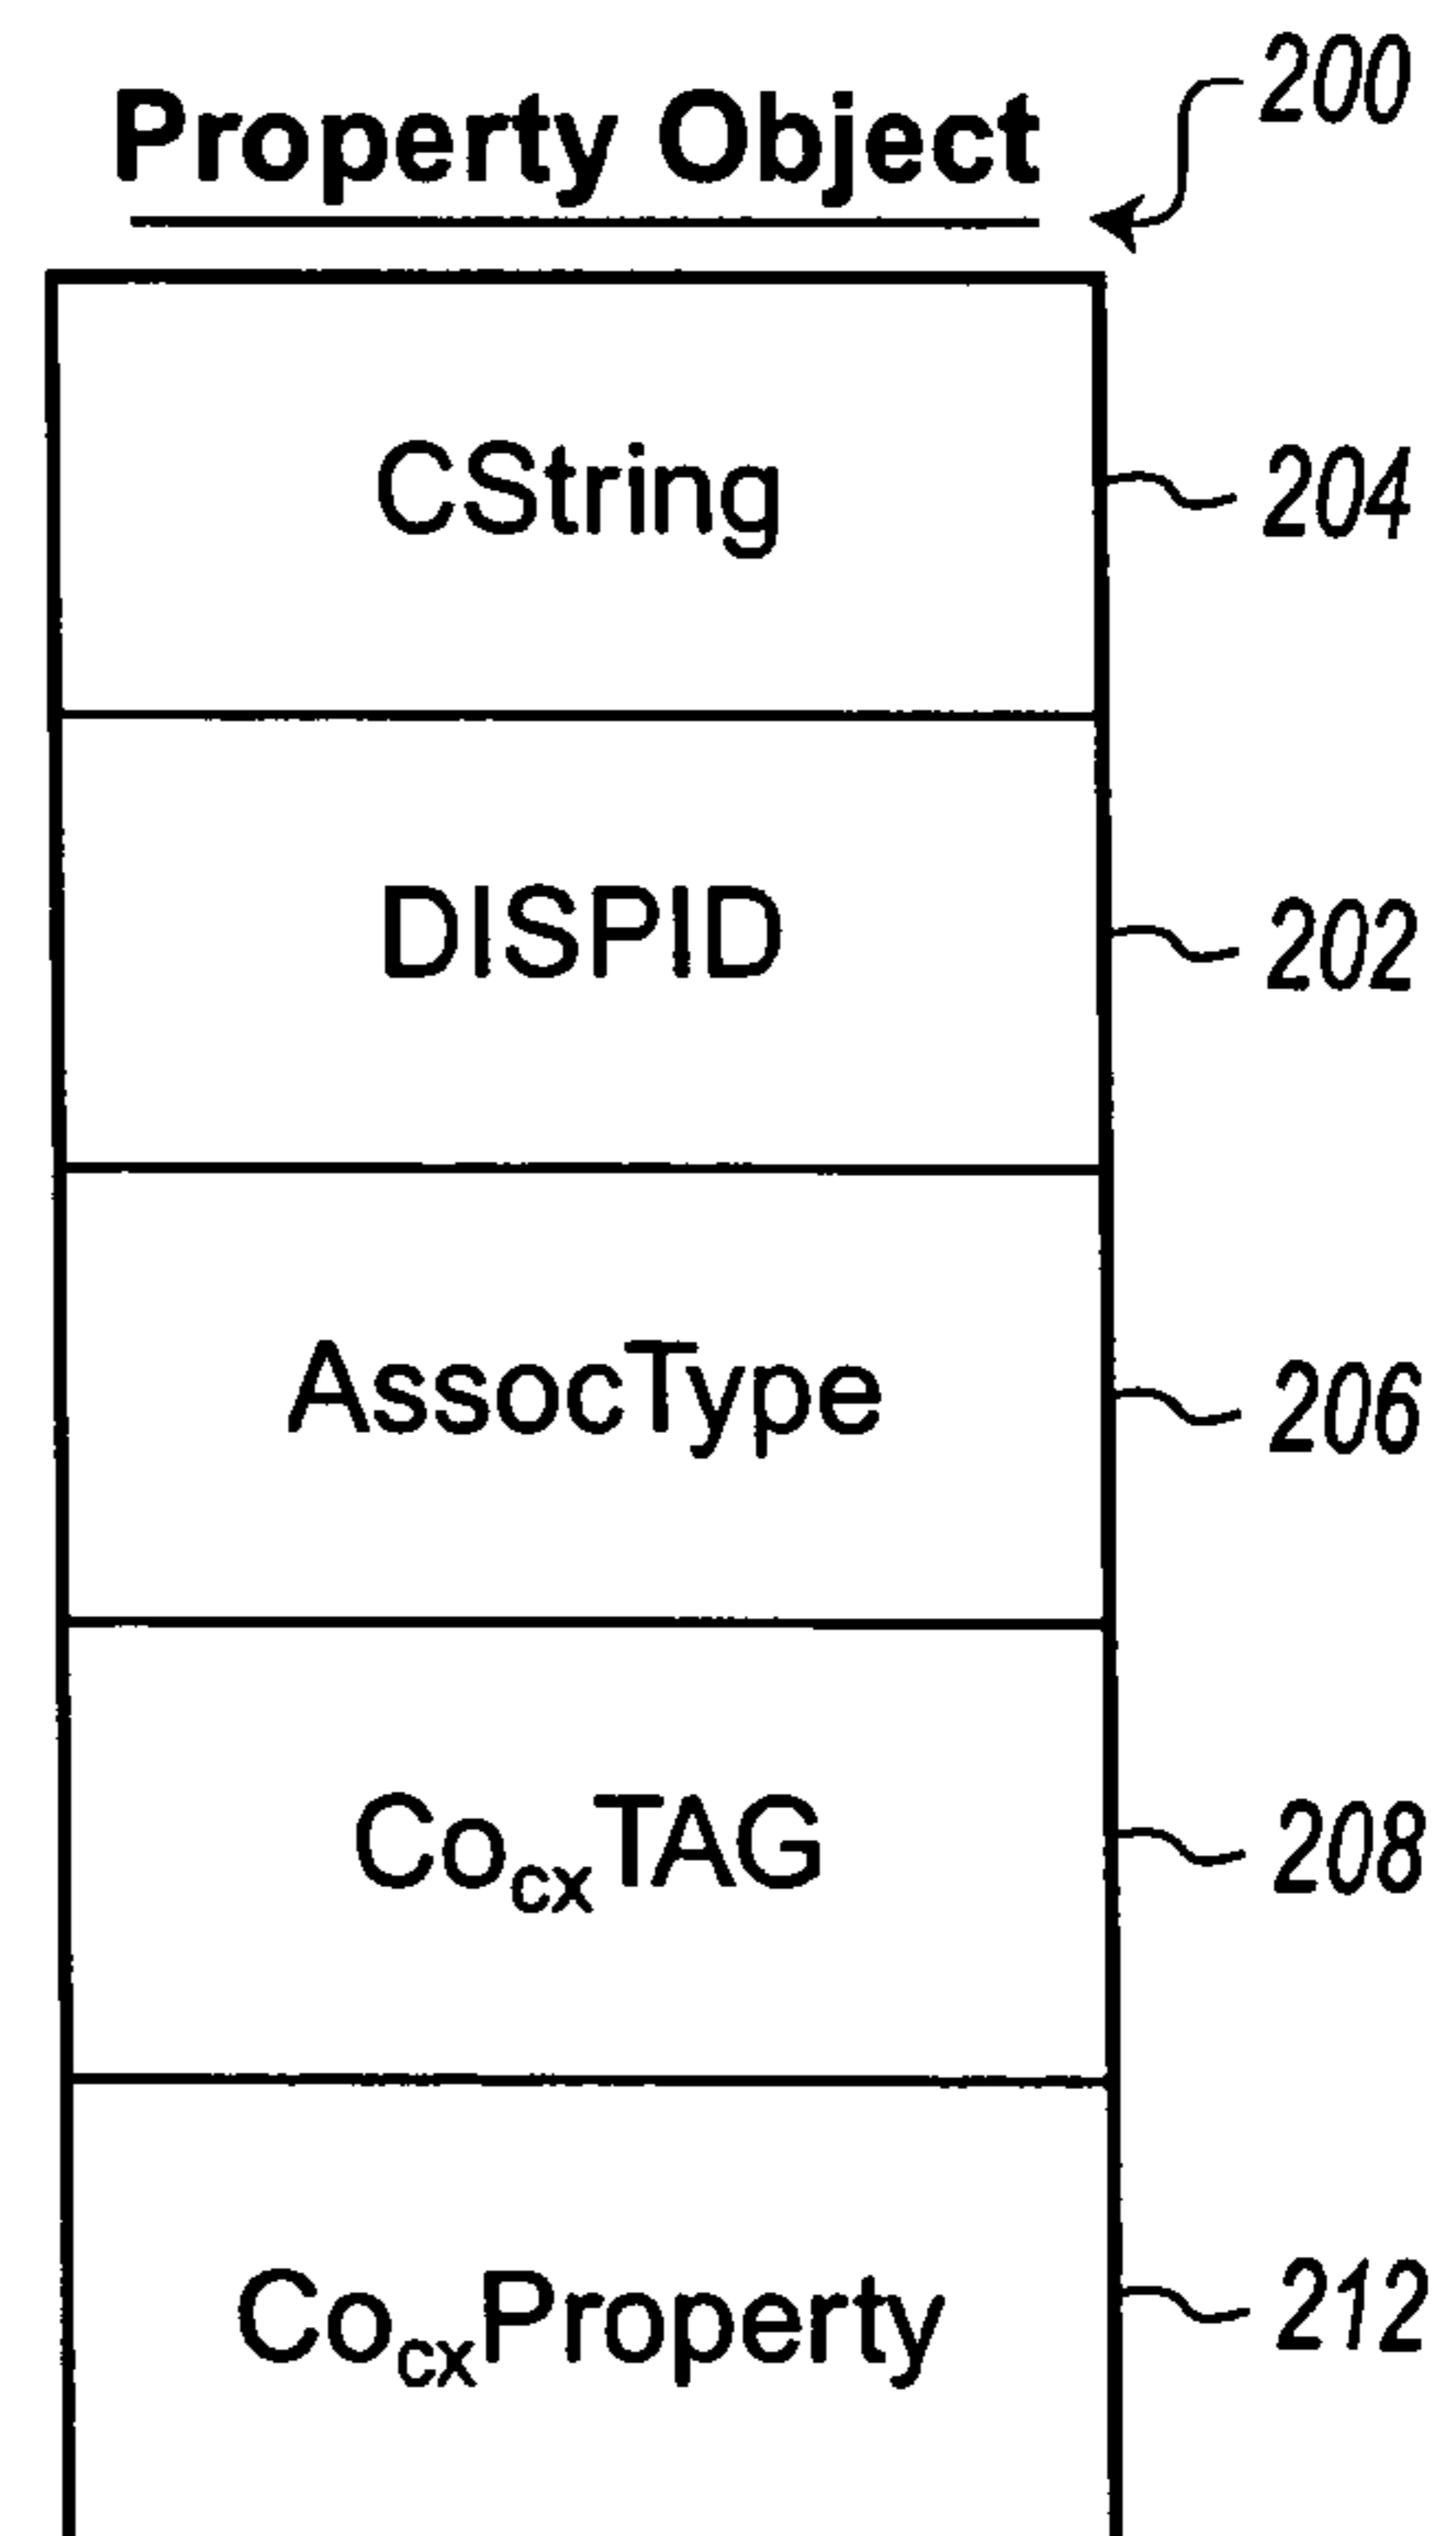 Property Object 200
CString 204
DISPID 202
AssocType 206
CocxTAG 208
CocxProperty 212